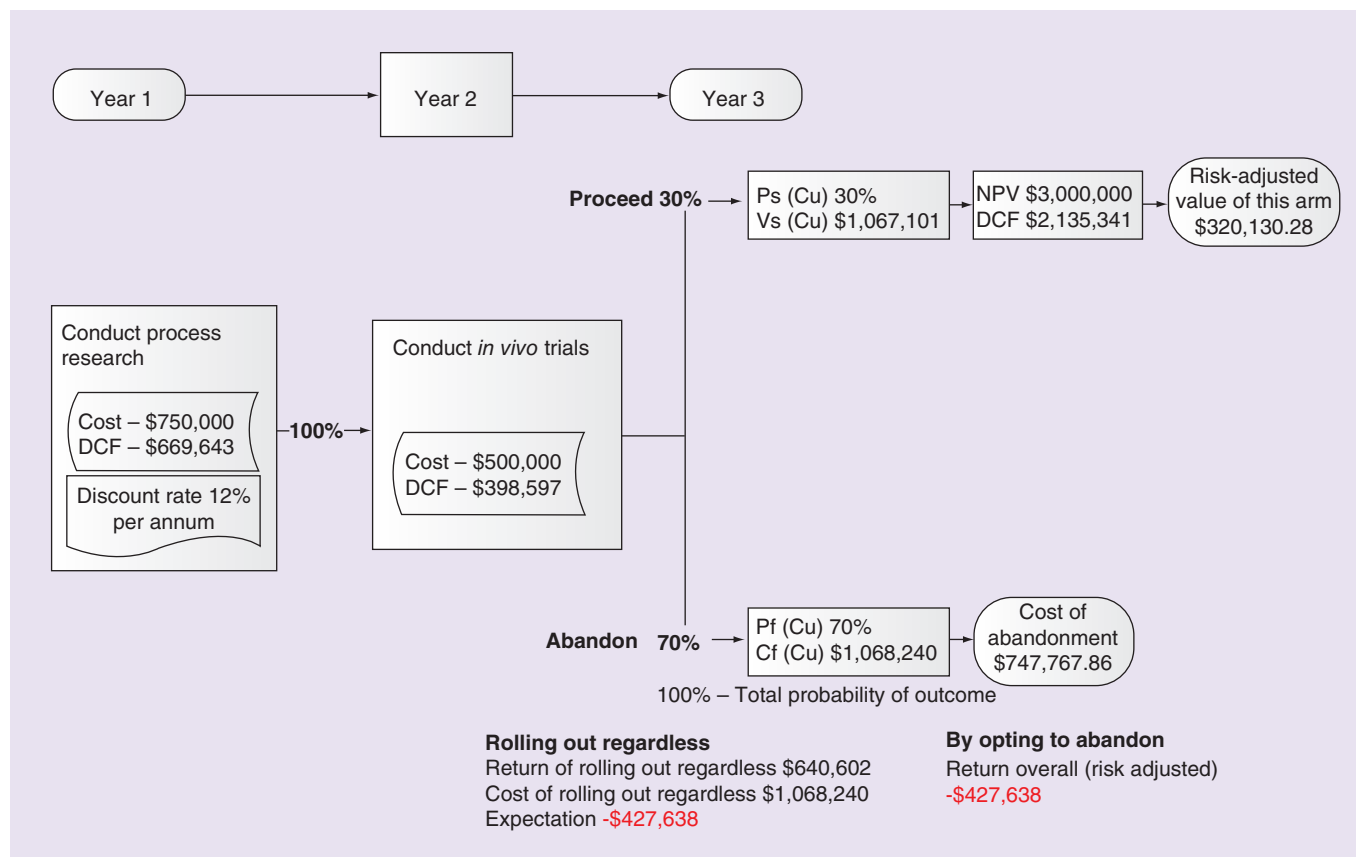 Year 1
Year 2
Year 3
Proceed 30%
Ps (Cu) 30%
Vs (Cu) $1,067,101
NPV $3,000,000
DCF $2,135,341
Risk-adjusted
value of this arm
$320,130.28
Conduct process
research
Cost – $750,000
DCF – $669,643
Discount rate 12%
per annum
100%
Conduct in vivo trials
Cost – $500,000
DCF – $398,597
Abandon 70%
Pf (Cu) 70%
Cf (Cu) $1,068,240
Cost of
abandonment
$747,767.86
100% – Total probability of outcome
Rolling out regardless
Return of rolling out regardless $640,602
Cost of rolling out regardless $1,068,240
Expectation -$427,638
By opting to abandon
Return overall (risk adjusted)
-$427,638